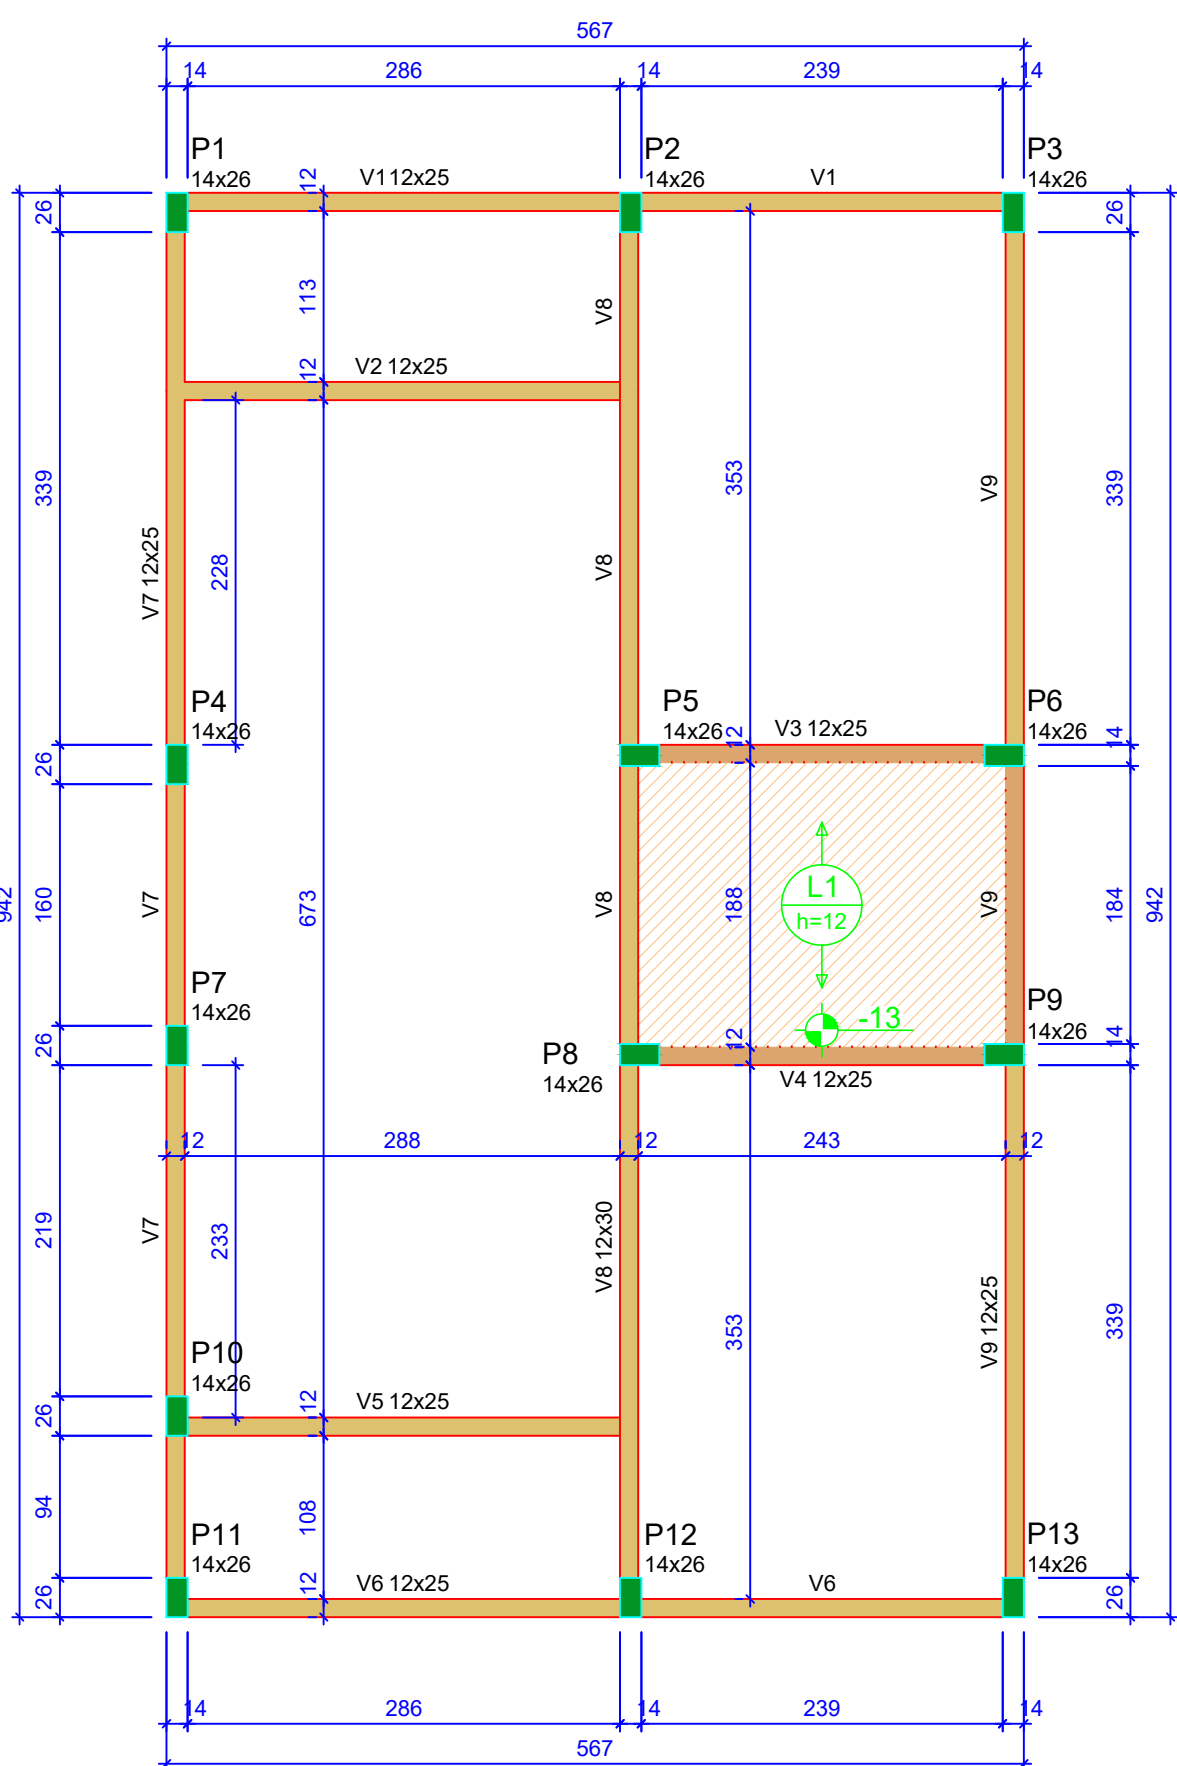 567
14 286 14 239 14
P1 P2 P3
14x26 12 V1 12x25 14x26 V1 14x26
26 26
113 V8
12 V2 12x25
339 353 V9 339
V7 12x25 228 V8
P4 P5 P6
14x26 14x26 12 V3 12x25 14x26 14
26
942 160 V7 673 V8 188 L1 V9 184 942
h=12
P7 P9
14x26 -13 14x26
26 P8 12 14
14x26 V4 12x25
12 288 12 243 12
219 V7 233 V8 12x30
353 V9 12x25 339
P10
14x26
26 12 V5 12x25
94 108
P11 P12 P13
14x26 14x26 14x26
26 12 V6 12x25 V6 26
14 286 14 239 14
567